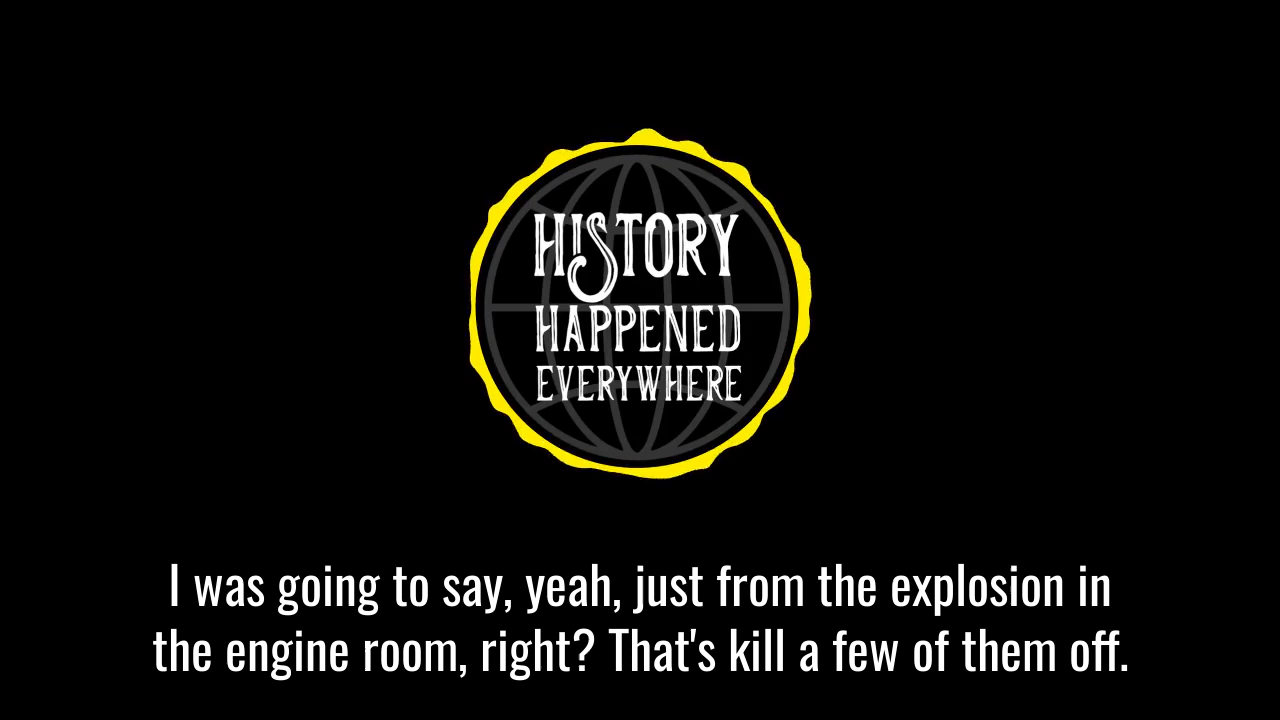 HISTORY
HAPPENED
EVERYWHERE
I was going to say, yeah, just from the explosion in
the engine room, right? That's kill a few of them off.